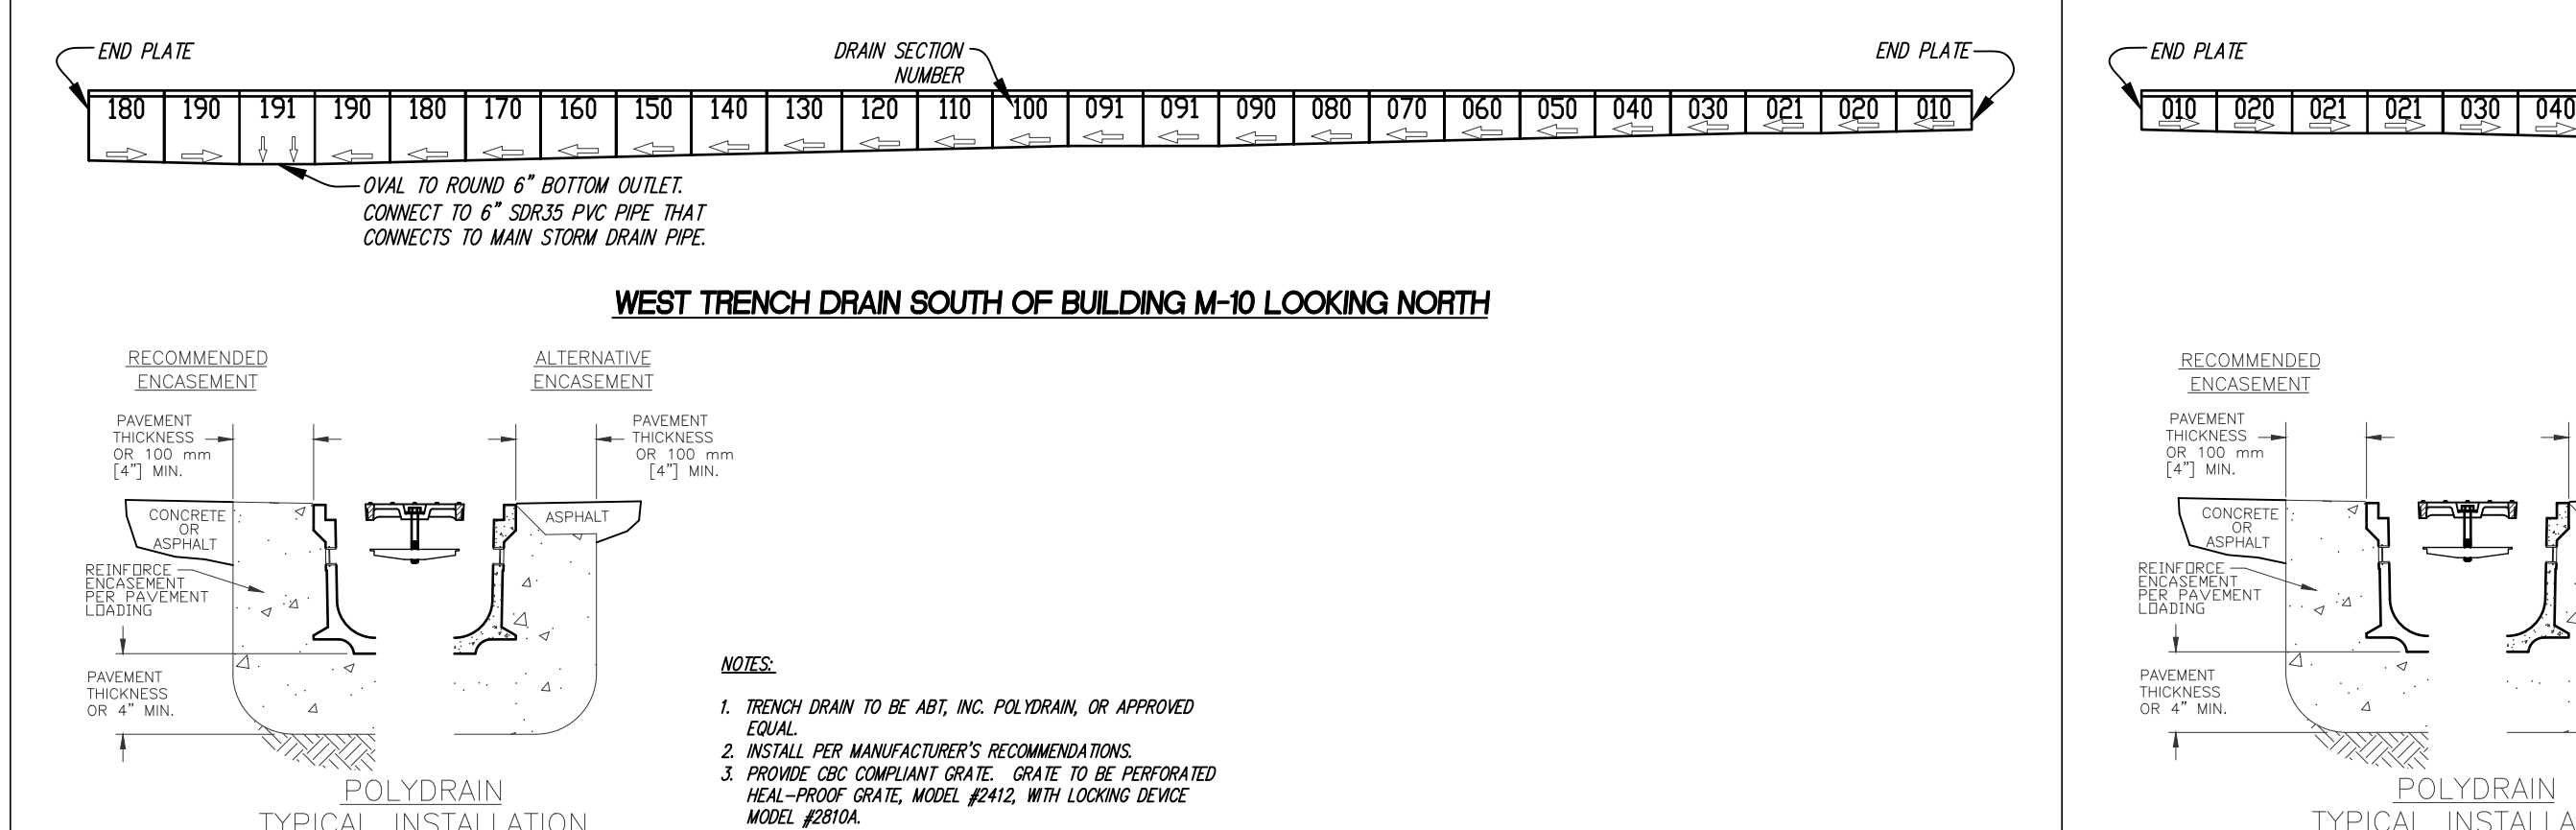 END PLATE
DRAIN SECTION
NUMBER
END PLATE
180 190 191 190 180 170 160 150 140 130 120 110 100 091 091 090 080 070 060 050 040 030 021 020 010
OVAL TO ROUND 6" BOTTOM OUTLET.
CONNECT TO 6" SDR35 PVC PIPE THAT
CONNECTS TO MAIN STORM DRAIN PIPE.
WEST TRENCH DRAIN SOUTH OF BUILDING M-10 LOOKING NORTH
RECOMMENDED
ENCASEMENT
ALTERNATIVE
ENCASEMENT
PAVEMENT
THICKNESS
OR 100 mm
[4"] MIN.
PAVEMENT
THICKNESS
OR 100 mm
[4"] MIN.
CONCRETE
OR
ASPHALT
ASPHALT
REINFORCE
ENCASEMENT
PER PAVEMENT
LOADING
PAVEMENT
THICKNESS
OR 4" MIN.
POLYDRAIN
TYPICAL INSTALLATION
NOTES:
1. TRENCH DRAIN TO BE ABT, INC. POLYDRAIN, OR APPROVED
EQUAL.
2. INSTALL PER MANUFACTURER'S RECOMMENDATIONS.
3. PROVIDE CBC COMPLIANT GRATE. GRATE TO BE PERFORATED
HEAL-PROOF GRATE, MODEL #2412, WITH LOCKING DEVICE
MODEL #2810A.
END PLATE
010 020 021 021 030 040
RECOMMENDED
ENCASEMENT
PAVEMENT
THICKNESS
OR 100 mm
[4"] MIN.
CONCRETE
OR
ASPHALT
REINFORCE
ENCASEMENT
PER PAVEMENT
LOADING
PAVEMENT
THICKNESS
OR 4" MIN.
POLYDRAIN
TYPICAL INSTALLA